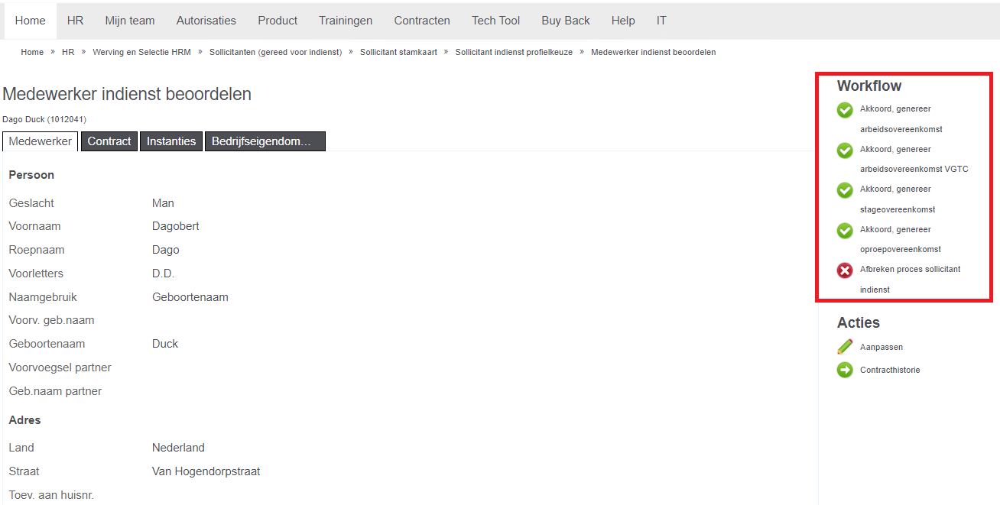 Home HR Mijn team Autorisaties Product Trainingen Contracten Tech Tool Buy Back Help IT
Home » HR » Werving en Selectie HRM » Sollicitanten (gereed voor indienst) » Sollicitant stamkaart » Sollicitant indienst profielkeuze » Medewerker indienst beoordelen
Medewerker indienst beoordelen
Dago Duck (1012041)
Medewerker Contract Instanties Bedrijfseigendom...
Persoon
Geslacht Man
Voornaam Dagobert
Roepnaam Dago
Voorletters D.D.
Naamgebruik Geboortenaam
Voorv. geb.naam
Geboortenaam Duck
Voorvoegsel partner
Geb.naam partner
Adres
Land Nederland
Straat Van Hogendorpstraat
Toev. aan huisnr.
Workflow
Akkoord, genereer
arbeidsovereenkomst
Akkoord, genereer
arbeidsovereenkomst VGTC
Akkoord, genereer
stageovereenkomst
Akkoord, genereer
oproepovereenkomst
Afbreken proces sollicitant
indienst
Acties
Aanpassen
Contracthistorie